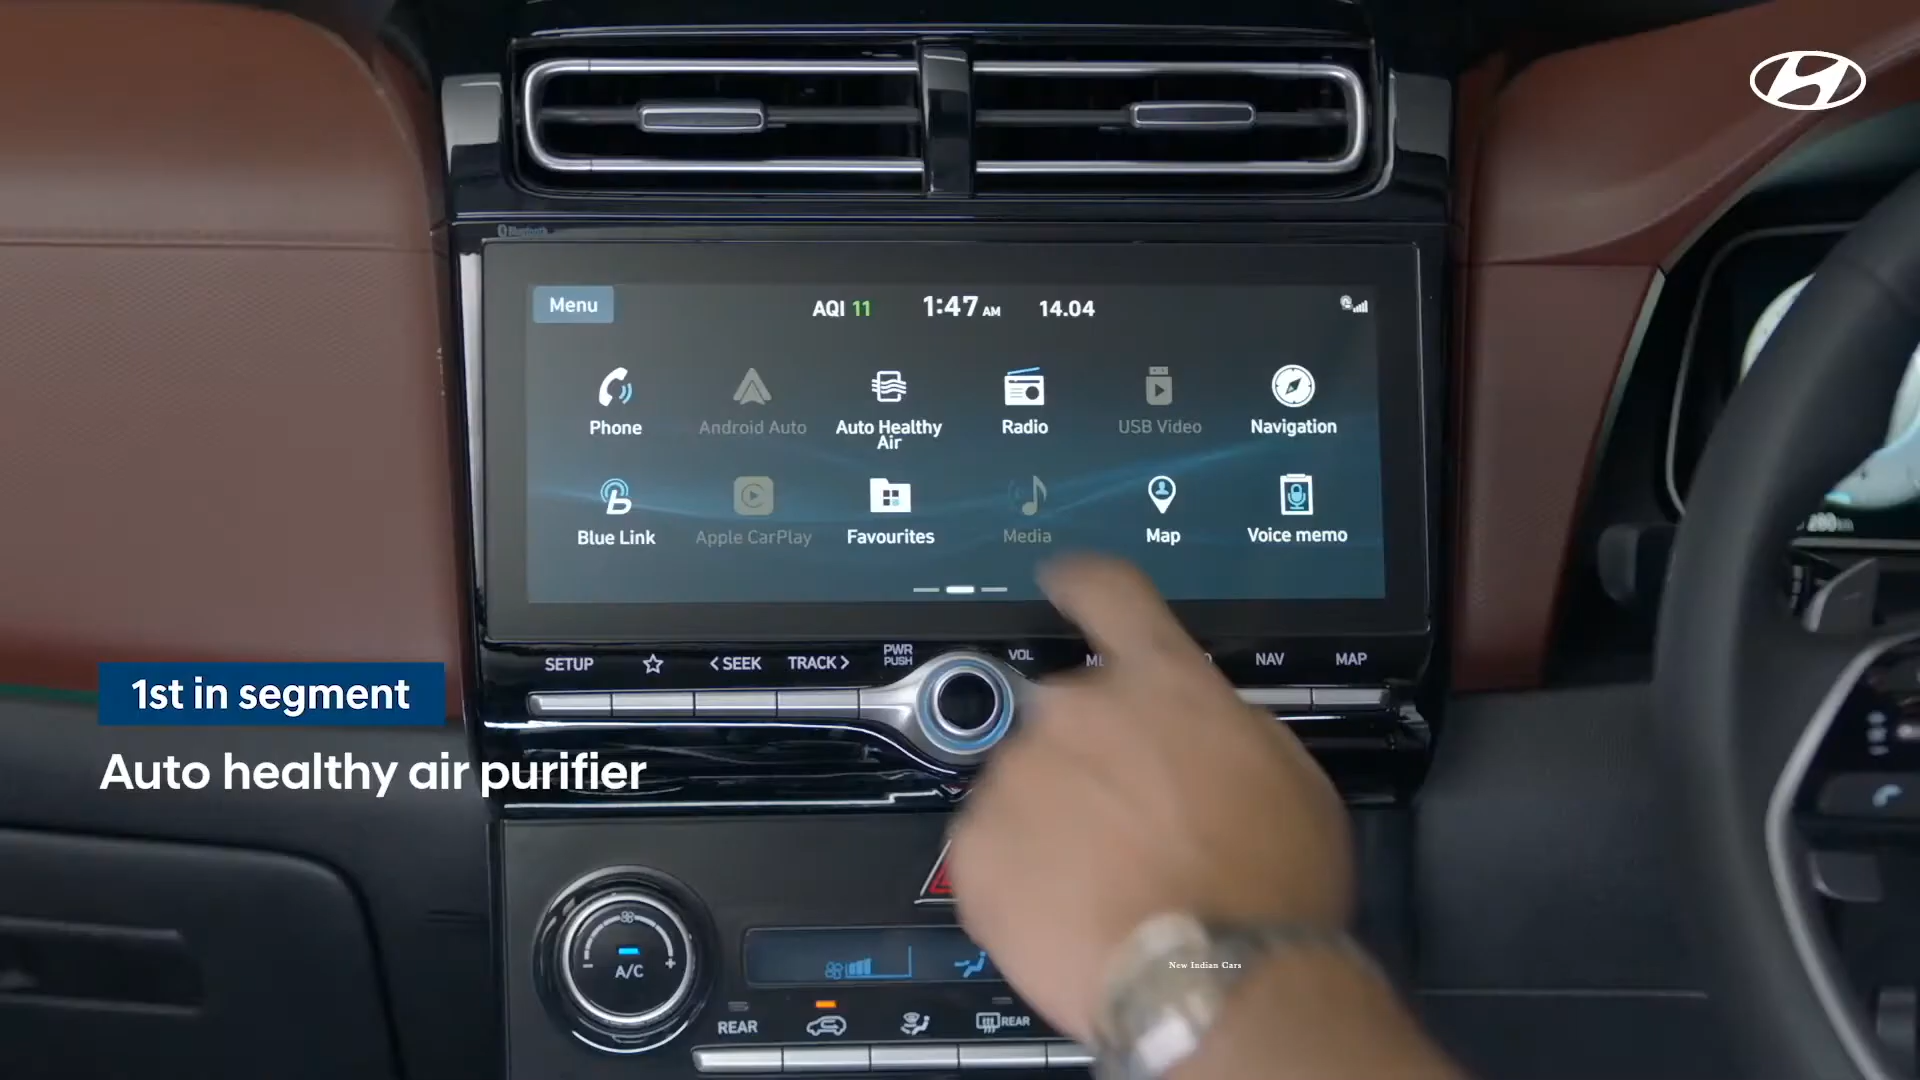 Menu
AQI 11
1:47 AM
14.04
Phone
Android Auto
Auto Healthy
Air
Radio
USB Video
Navigation
Blue Link
Apple CarPlay
Favourites
Media
Map
Voice memo
SETUP
< SEEK
TRACK >
PWR
PUSH
VOL
NAV
MAP
1st in segment
Auto healthy air purifier
A/C
New Indian Cars
REAR
REAR